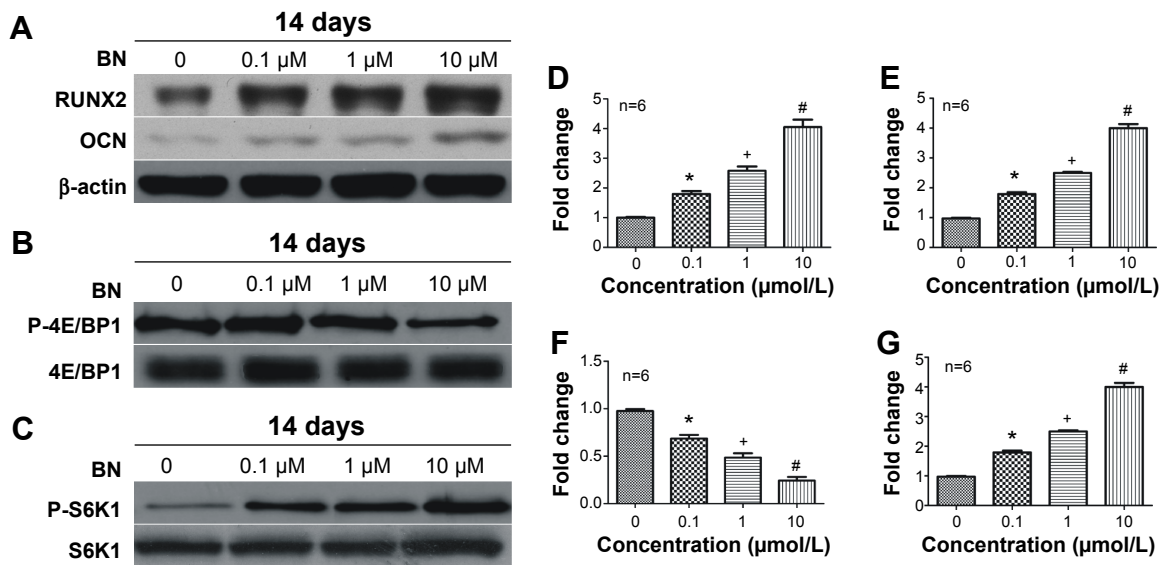 A
14 days
BN
0
0.1 µM
1 µM
10 µM
RUNX2
OCN
β-actin
B
14 days
BN
0
0.1 µM
1 µM
10 µM
P-4E/BP1
4E/BP1
C
14 days
BN
0
0.1 µM
1 µM
10 µM
P-S6K1
S6K1
D
n=6
Fold change
5
4
3
2
1
0
*
+
#
0
0.1
1
10
Concentration (µmol/L)
E
n=6
Fold change
5
4
3
2
1
0
*
+
#
0
0.1
1
10
Concentration (µmol/L)
F
n=6
Fold change
1.5
1.0
0.5
0.0
*
+
#
0
0.1
1
10
Concentration (µmol/L)
G
n=6
Fold change
5
4
3
2
1
0
*
+
#
0
0.1
1
10
Concentration (µmol/L)